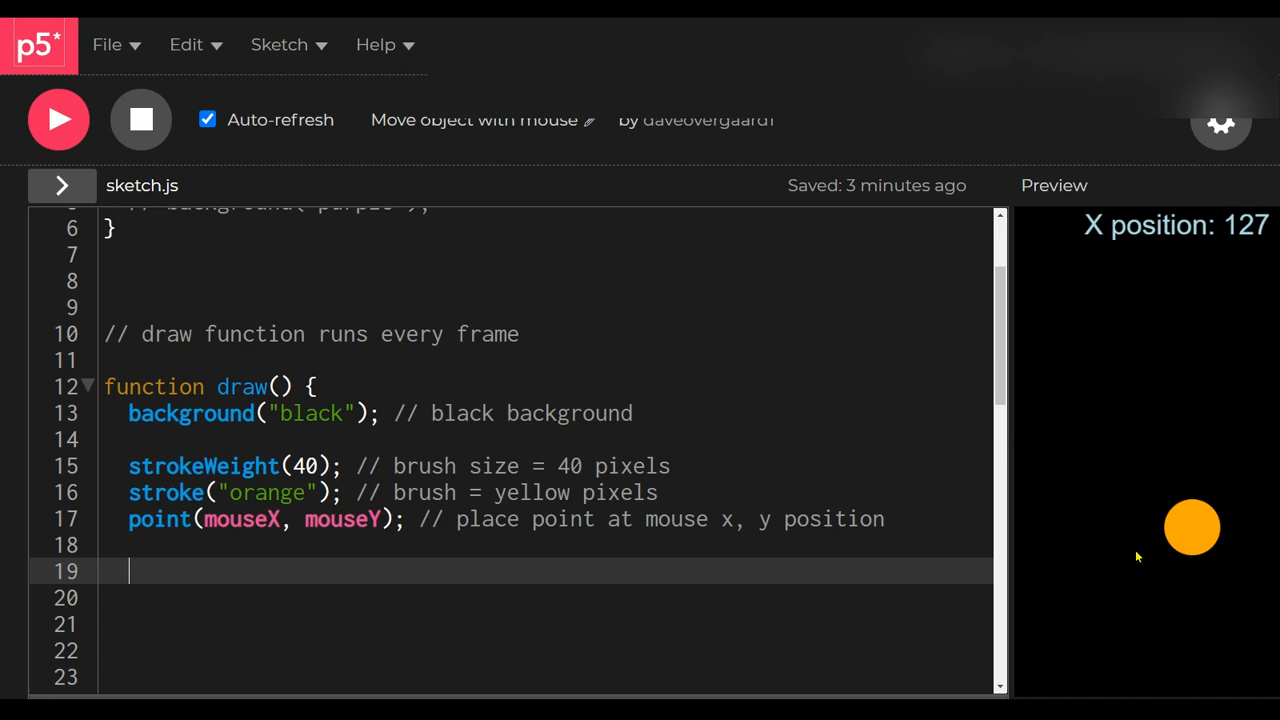 p5*
File
Edit
Sketch
Help
Auto-refresh
Move object with mouse
by daveovergaard1
sketch.js
Saved: 3 minutes ago
Preview
6 }
7
8
9
10 // draw function runs every frame
11
12 function draw() {
13 background("black"); // black background
14
15 strokeWeight(40); // brush size = 40 pixels
16 stroke("orange"); // brush = yellow pixels
17 point(mouseX, mouseY); // place point at mouse x, y position
18
19
20
21
22
23
X position: 127